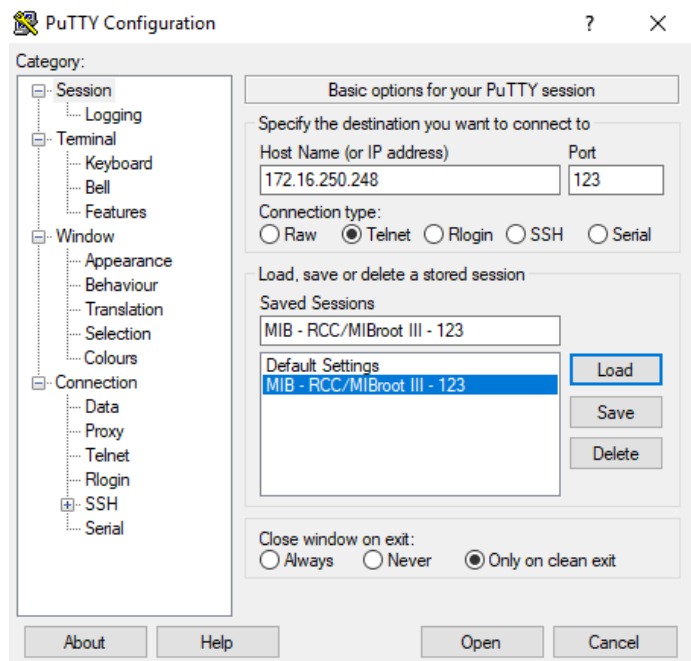 PuTTY Configuration ? ×
Category:
Session
Logging
Terminal
Keyboard
Bell
Features
Window
Appearance
Behaviour
Translation
Selection
Colours
Connection
Data
Proxy
Telnet
Rlogin
SSH
Serial
Basic options for your PuTTY session
Specify the destination you want to connect to
Host Name (or IP address) Port
172.16.250.248 123
Connection type:
Raw Telnet Rlogin SSH Serial
Load, save or delete a stored session
Saved Sessions
MIB - RCC/MIBroot III - 123
Default Settings
MIB - RCC/MIBroot III - 123
Load
Save
Delete
Close window on exit:
Always Never Only on clean exit
About Help Open Cancel